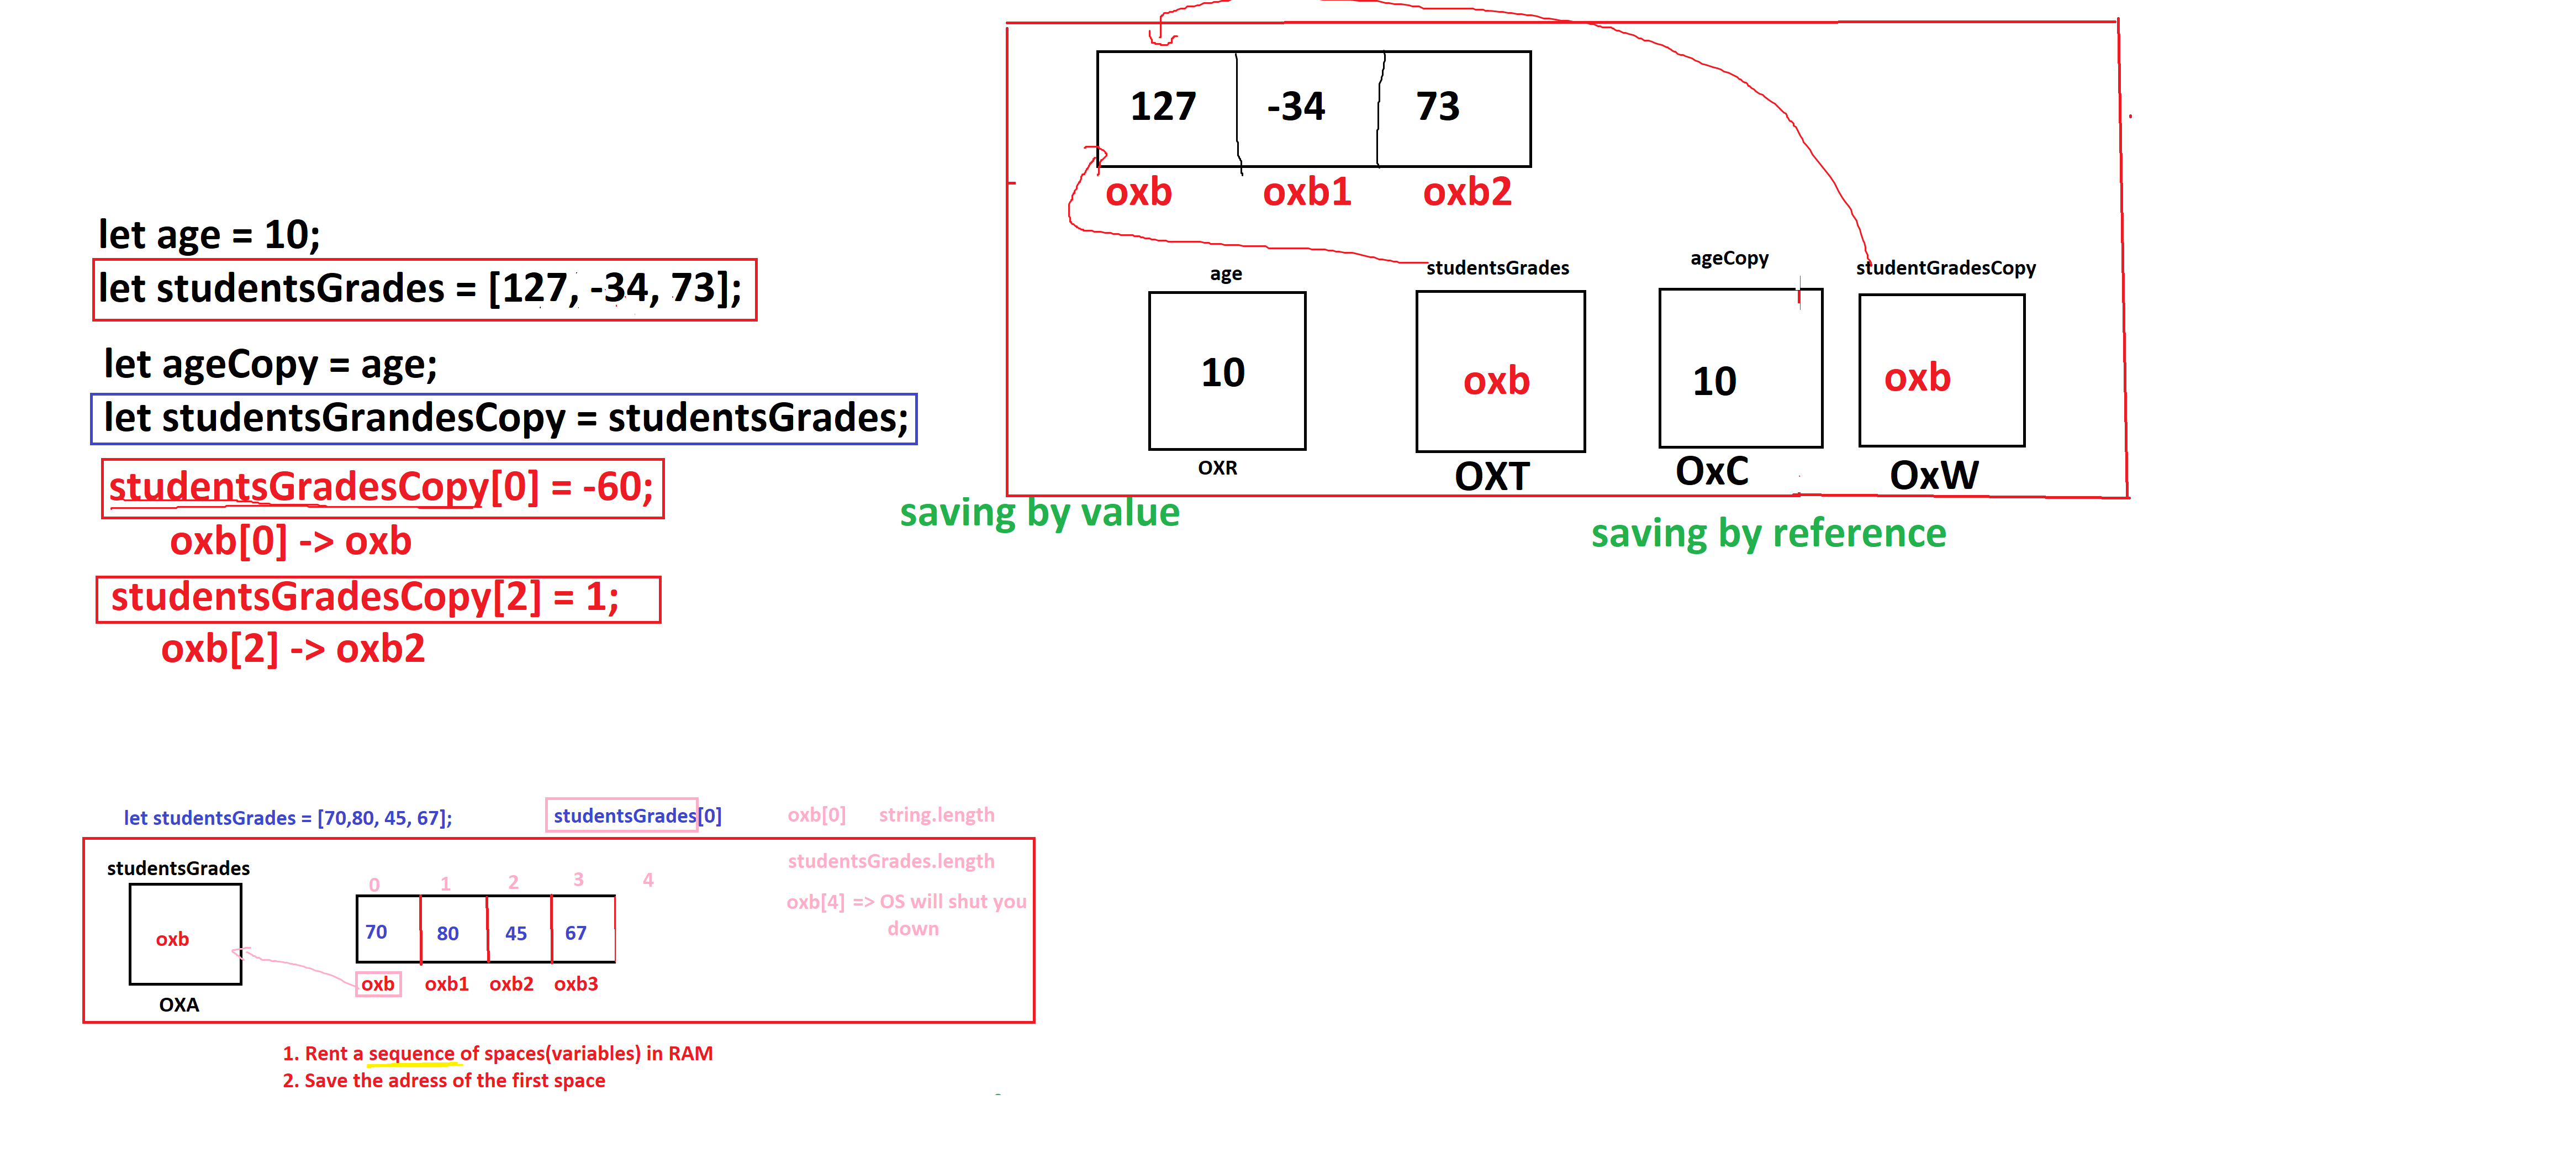 let age = 10;
let studentsGrades = [127, -34, 73];
let ageCopy = age;
let studentsGrandesCopy = studentsGrades;
studentsGradesCopy[0] = -60;
oxb[0] -> oxb
studentsGradesCopy[2] = 1;
oxb[2] -> oxb2
127 -34 73
oxb oxb1 oxb2
age studentsGrades ageCopy studentGradesCopy
10 oxb 10 oxb
OXR OXT OxC OxW
saving by value
saving by reference
let studentsGrades = [70,80, 45, 67];
studentsGrades[0]
oxb[0] string.length
studentsGrades
studentsGrades.length
0 1 2 3 4
oxb[4] => OS will shut you
down
70 80 45 67
oxb
oxb oxb1 oxb2 oxb3
OXA
1. Rent a sequence of spaces(variables) in RAM
2. Save the adress of the first space